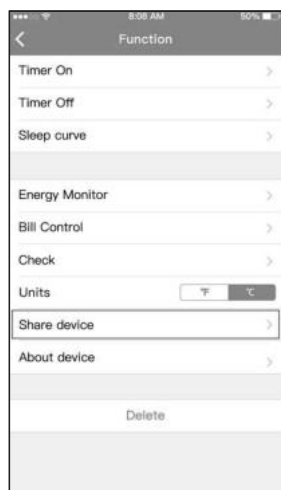 8:08 AM
50%
Function
Timer On
Timer Off
Sleep curve
Energy Monitor
Bill Control
Check
Units °F °C
Share device
About device
Delete